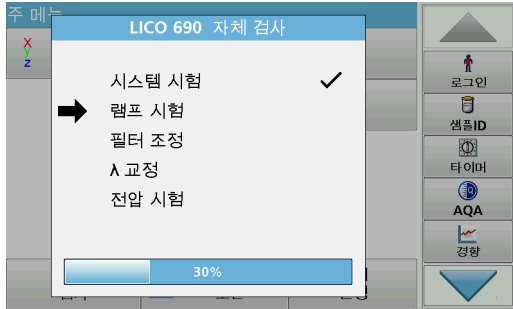 주 메뉴
LICO 690 자체 검사
x
y
z
시스템 시험
램프 시험
필터 조정
λ 교정
전압 시험
30%
로그인
샘플ID
타이머
AQA
경향